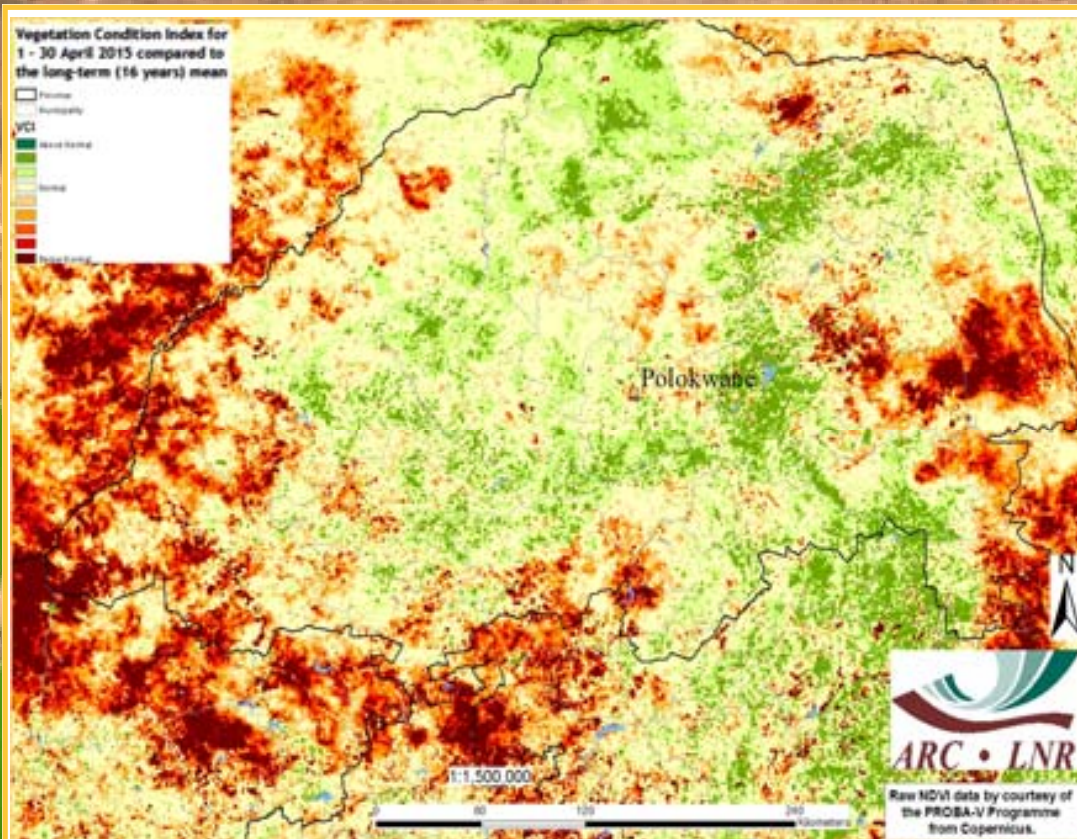 Vegetation Condition Index for
1 - 30 April 2015 compared to
the long-term (16 years) mean
Province
Municipality
VCI
Above Normal
Normal
Below Normal
Polokwane
N
1:1,500,000
0 60 120 240
Kilometers
ARC • LNR
Raw NDVI data by courtesy of
the PROBA-V Programme
from Copernicus.